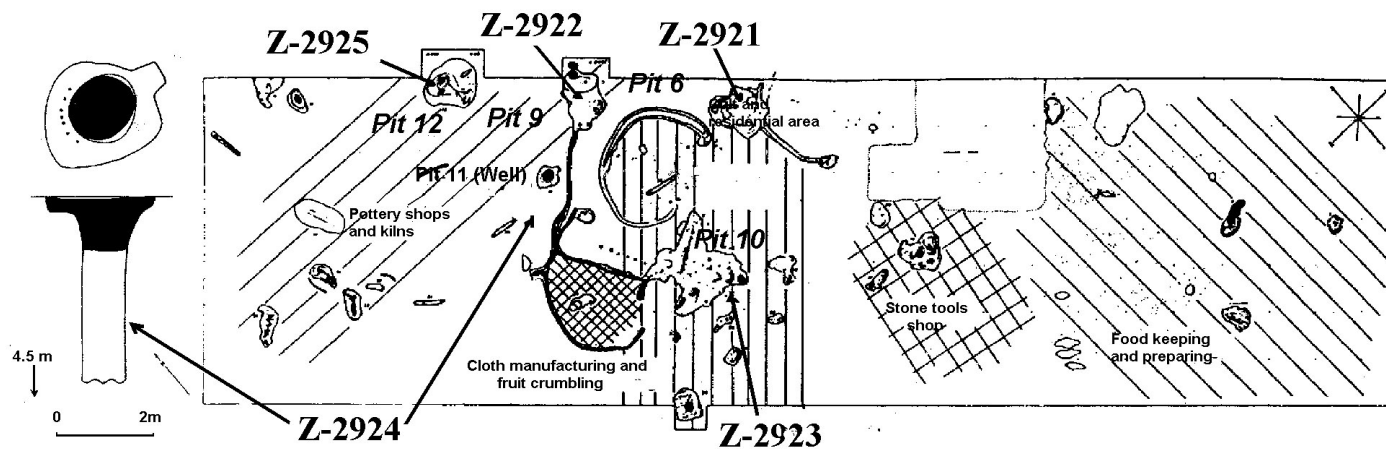 Z-2925
Z-2922
Z-2921
Pit 6
and
residential area
Pit 12
Pit 9
Pit 11 (Well)
Pottery shops
and kilns
Pit 10
Stone tools
shop
Food keeping
and preparing-
Cloth manufacturing and
fruit crumbling
4.5 m
0 2m
Z-2924
Z-2923